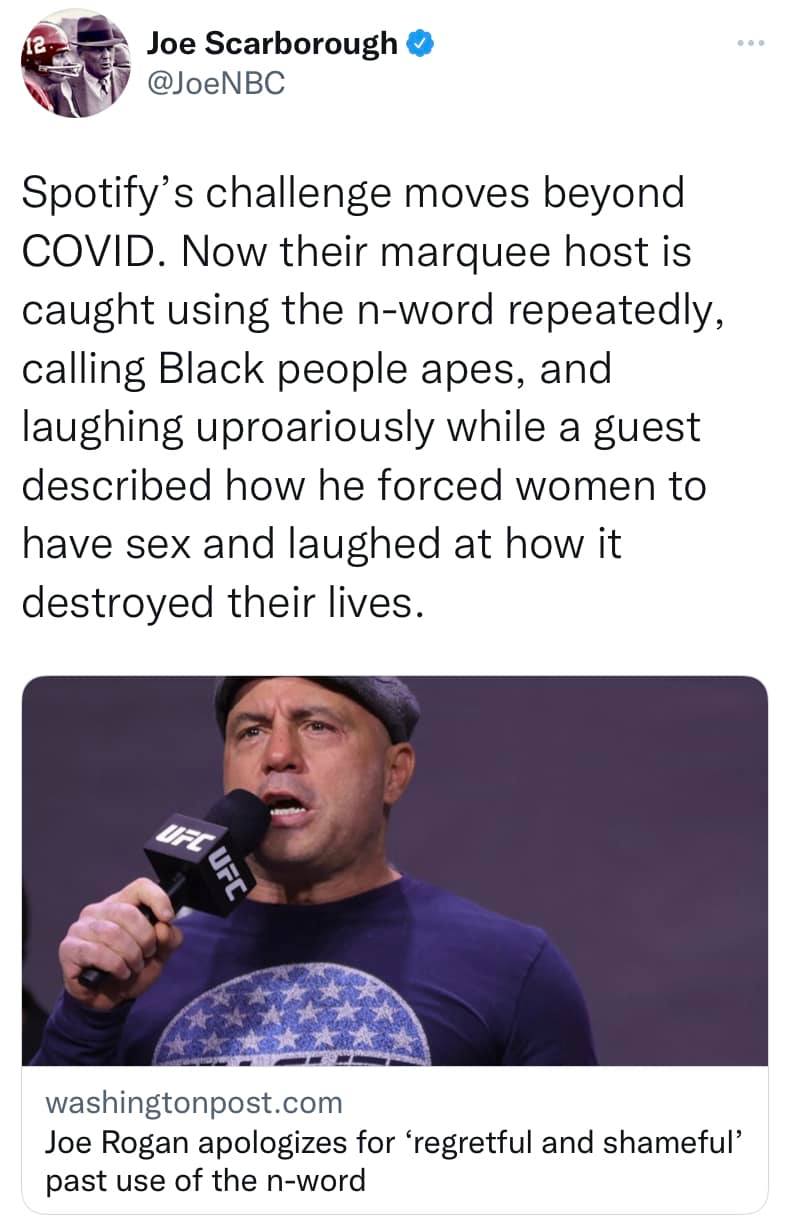 12
Joe Scarborough
@JoeNBC
Spotify’s challenge moves beyond
COVID. Now their marquee host is
caught using the n-word repeatedly,
calling Black people apes, and
laughing uproariously while a guest
described how he forced women to
have sex and laughed at how it
destroyed their lives.
UFC
UFC
washingtonpost.com
Joe Rogan apologizes for ‘regretful and shameful’
past use of the n-word